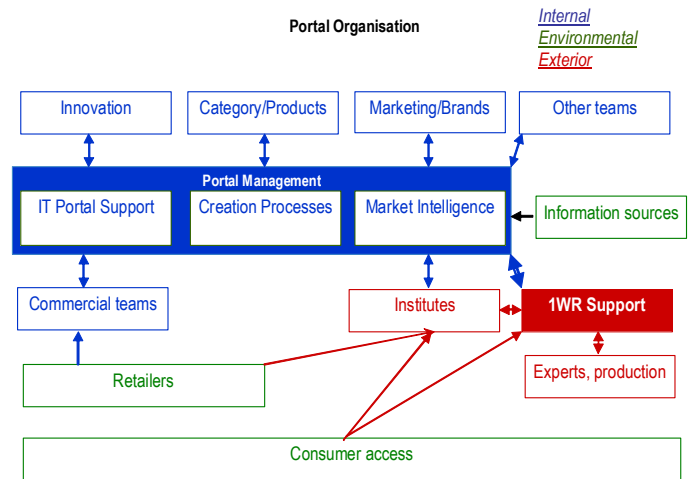 Portal Organisation
Internal
Environmental
Exterior
Innovation
Category/Products
Marketing/Brands
Other teams
Portal Management
IT Portal Support
Creation Processes
Market Intelligence
Information sources
Commercial teams
Institutes
1WR Support
Retailers
Experts, production
Consumer access